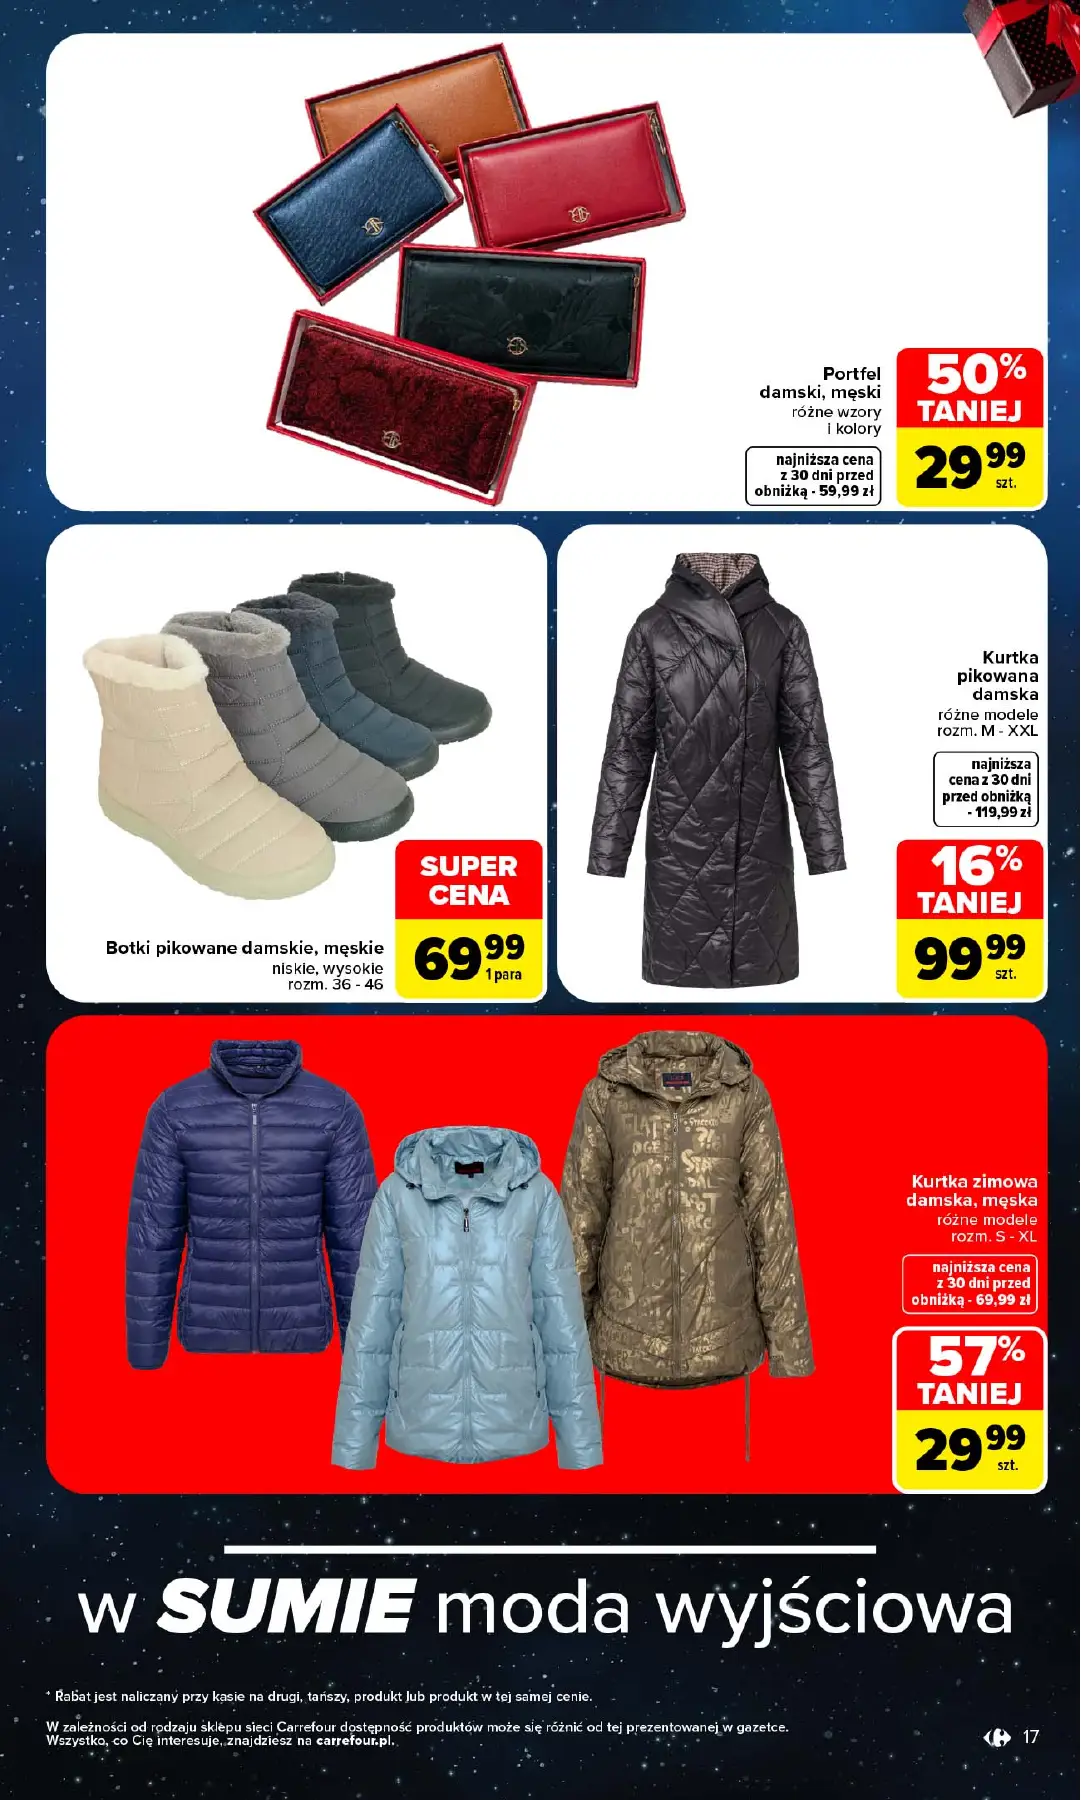 Portfel
damski, męski
różne wzory
i kolory
najniższa cena
z 30 dni przed
obniżką - 59,99 zł
50%
TANIEJ
29 99
szt.
Botki pikowane damskie, męskie
niskie, wysokie
rozm. 36 - 46
SUPER
CENA
69 99
1 para
Kurtka
pikowana
damska
różne modele
rozm. M - XXL
najniższa
cena z 30 dni
przed obniżką
- 119,99 zł
16%
TANIEJ
99 99
szt.
Kurtka zimowa
damska, męska
różne modele
rozm. S - XL
najniższa cena
z 30 dni przed
obniżką - 69,99 zł
57%
TANIEJ
29 99
szt.
w SUMIE moda wyjściowa
* Rabat jest naliczany przy kasie na drugi, tańszy, produkt lub produkt w tej samej cenie.
W zależności od rodzaju sklepu sieci Carrefour dostępność produktów może się różnić od tej prezentowanej w gazetce.
Wszystko, co Cię interesuje, znajdziesz na carrefour.pl.
17